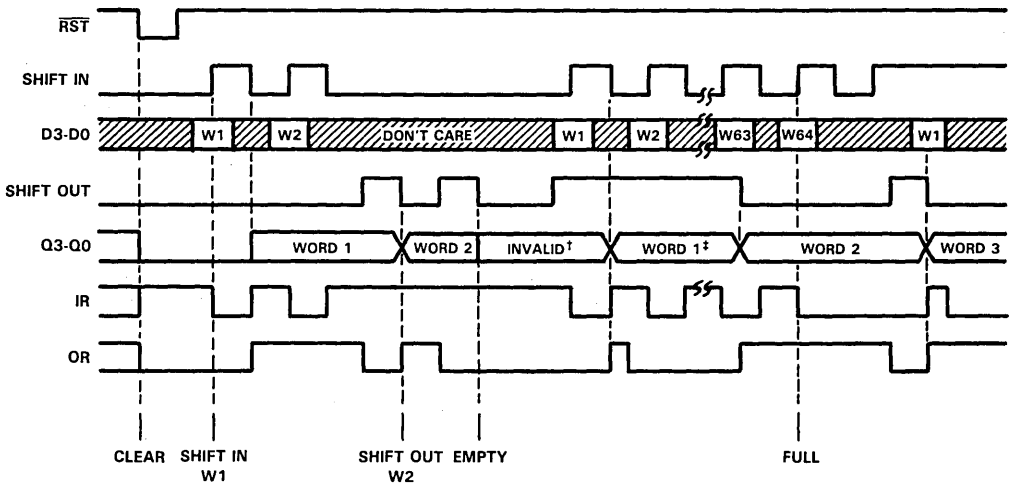 RST
SHIFT IN
D3-D0 W1 W2 DON'T CARE W1 W2 W63 W64 W1
SHIFT OUT
Q3-Q0 WORD 1 WORD 2 INVALID† WORD 1‡ WORD 2 WORD 3
IR
OR
CLEAR SHIFT IN W1 SHIFT OUT W2 EMPTY FULL